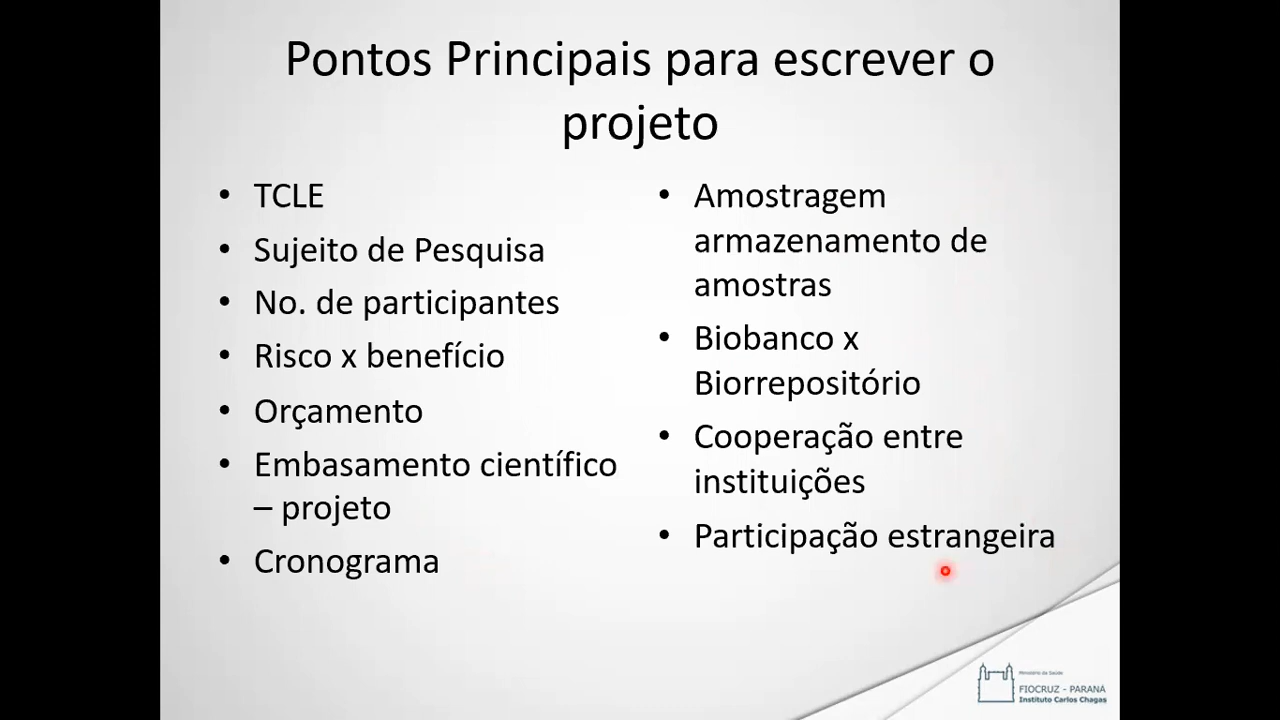 Pontos Principais para escrever o
projeto
• TCLE
• Sujeito de Pesquisa
• No. de participantes
• Risco x benefício
• Orçamento
• Embasamento científico
– projeto
• Cronograma
• Amostragem
armazenamento de
amostras
• Biobanco x
Biorrepositório
• Cooperação entre
instituições
• Participação estrangeira
Ministério da Saúde
FIOCRUZ - PARANÁ
Instituto Carlos Chagas